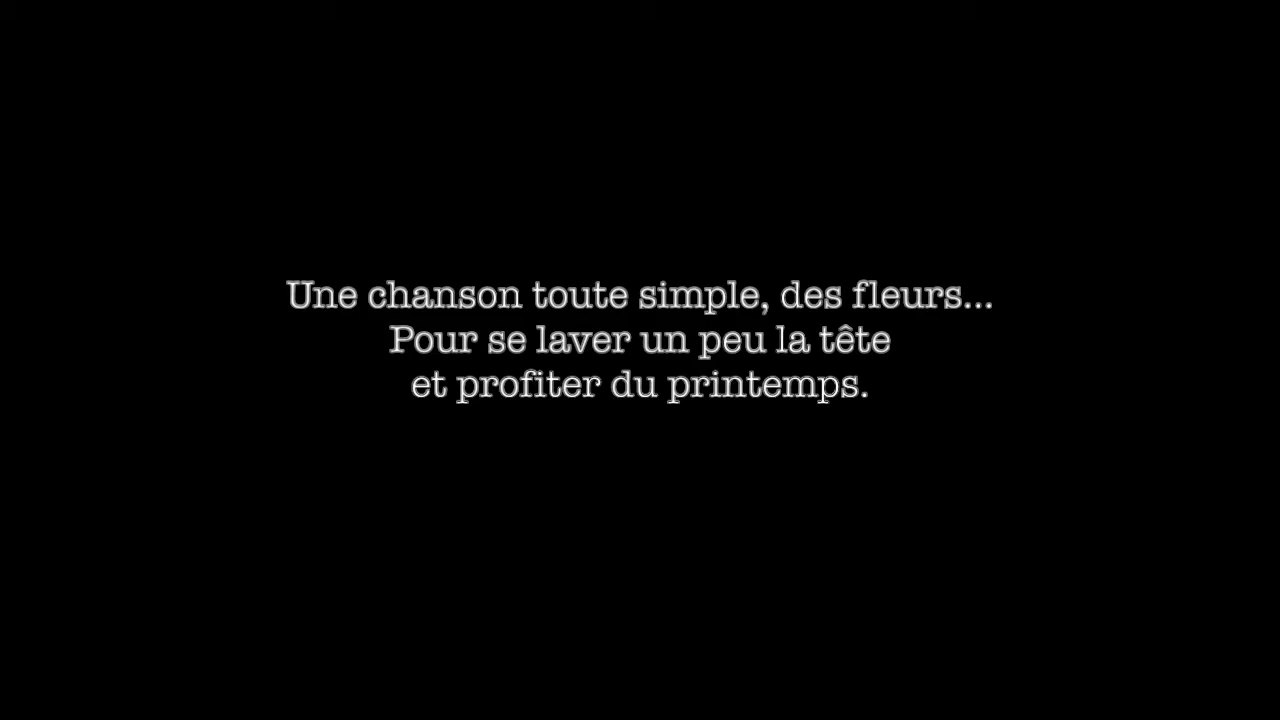 Une chanson toute simple, des fleurs...
Pour se laver un peu la tête
et profiter du printemps.